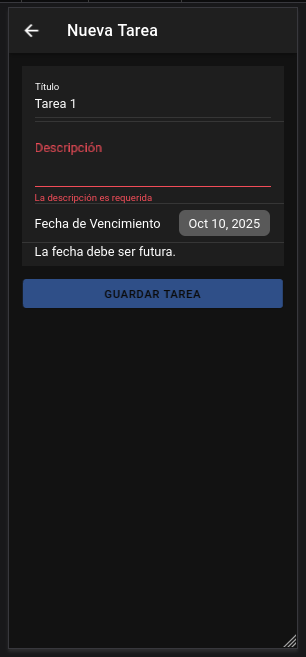 Nueva Tarea
Título
Tarea 1
Descripción
La descripción es requerida
Fecha de Vencimiento Oct 10, 2025
La fecha debe ser futura.
GUARDAR TAREA